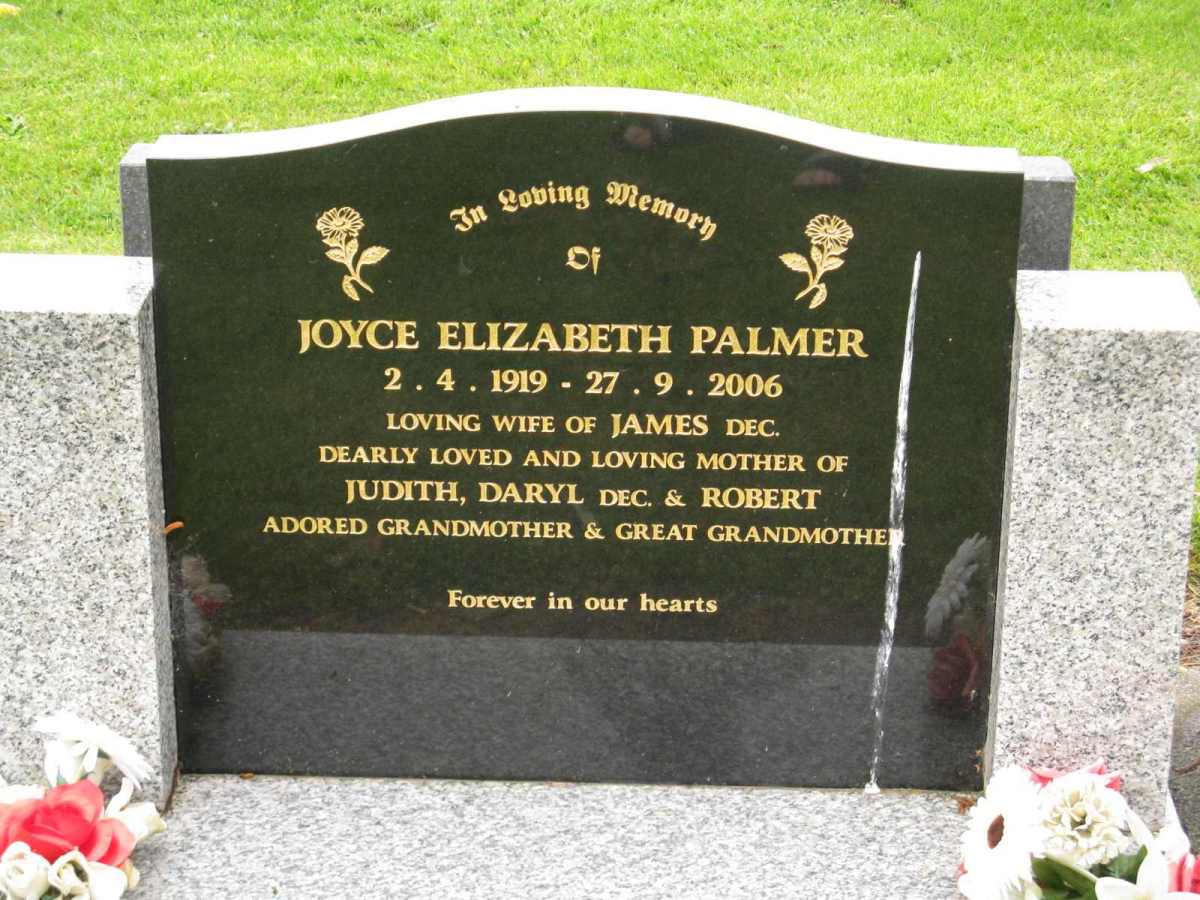 In Loving Memory
Of
JOYCE ELIZABETH PALMER
2 . 4 . 1919 - 27 . 9 . 2006
LOVING WIFE OF JAMES DEC.
DEARLY LOVED AND LOVING MOTHER OF
JUDITH, DARYL DEC. & ROBERT
ADORED GRANDMOTHER & GREAT GRANDMOTHER
Forever in our hearts